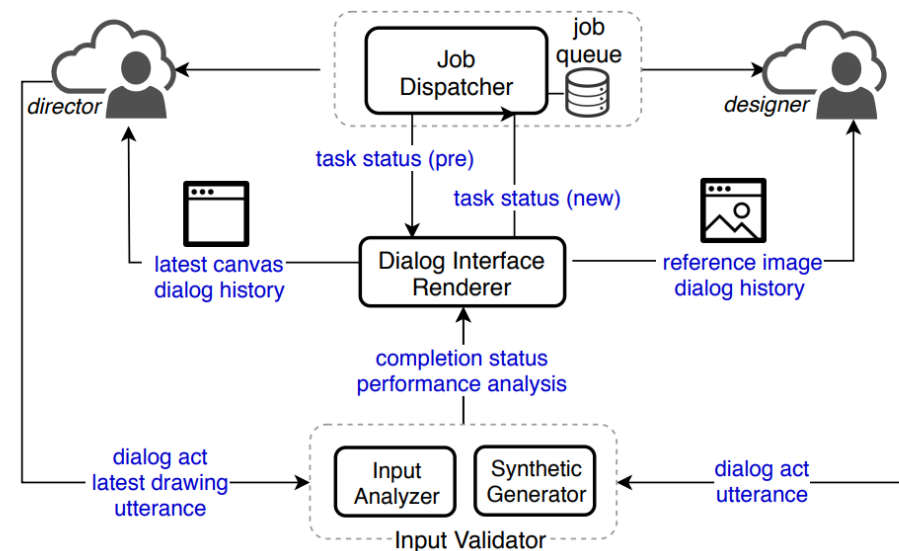 job
queue
Job
Dispatcher
director
designer
task status (pre)
task status (new)
latest canvas
dialog history
Dialog Interface
Renderer
reference image
dialog history
completion status
performance analysis
dialog act
latest drawing
utterance
Input
Analyzer
Synthetic
Generator
dialog act
utterance
Input Validator